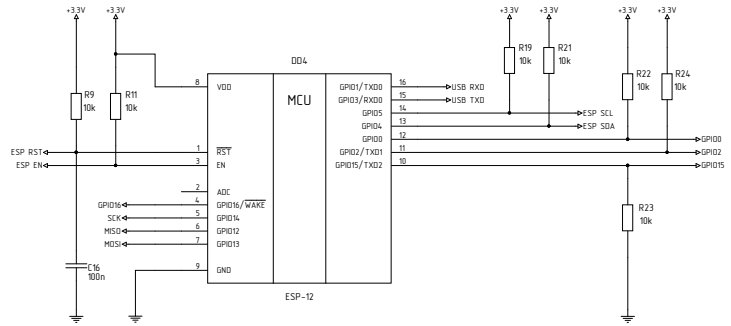 +3.3V +3.3V +3.3V +3.3V +3.3V +3.3V
DD4
R19 10k
R21 10k
R9 10k
R11 10k
R22 10k
R24 10k
MCU
8 VDD
GPIO1/TXD0 16 USB RXD
GPIO3/RXD0 15 USB TXD
GPIO5 14 ESP SCL
GPIO4 13 ESP SDA
GPIO0 12 GPIO0
ESP RST 1 RST
GPIO2/TXD1 11 GPIO2
ESP EN 3 EN
GPIO15/TXD2 10 GPIO15
2 ADC
GPIO16 4 GPIO16/WAKE
SCK 5 GPIO14
MISO 6 GPIO12
MOSI 7 GPIO13
R23 10k
C16 100n
9 GND
ESP-12